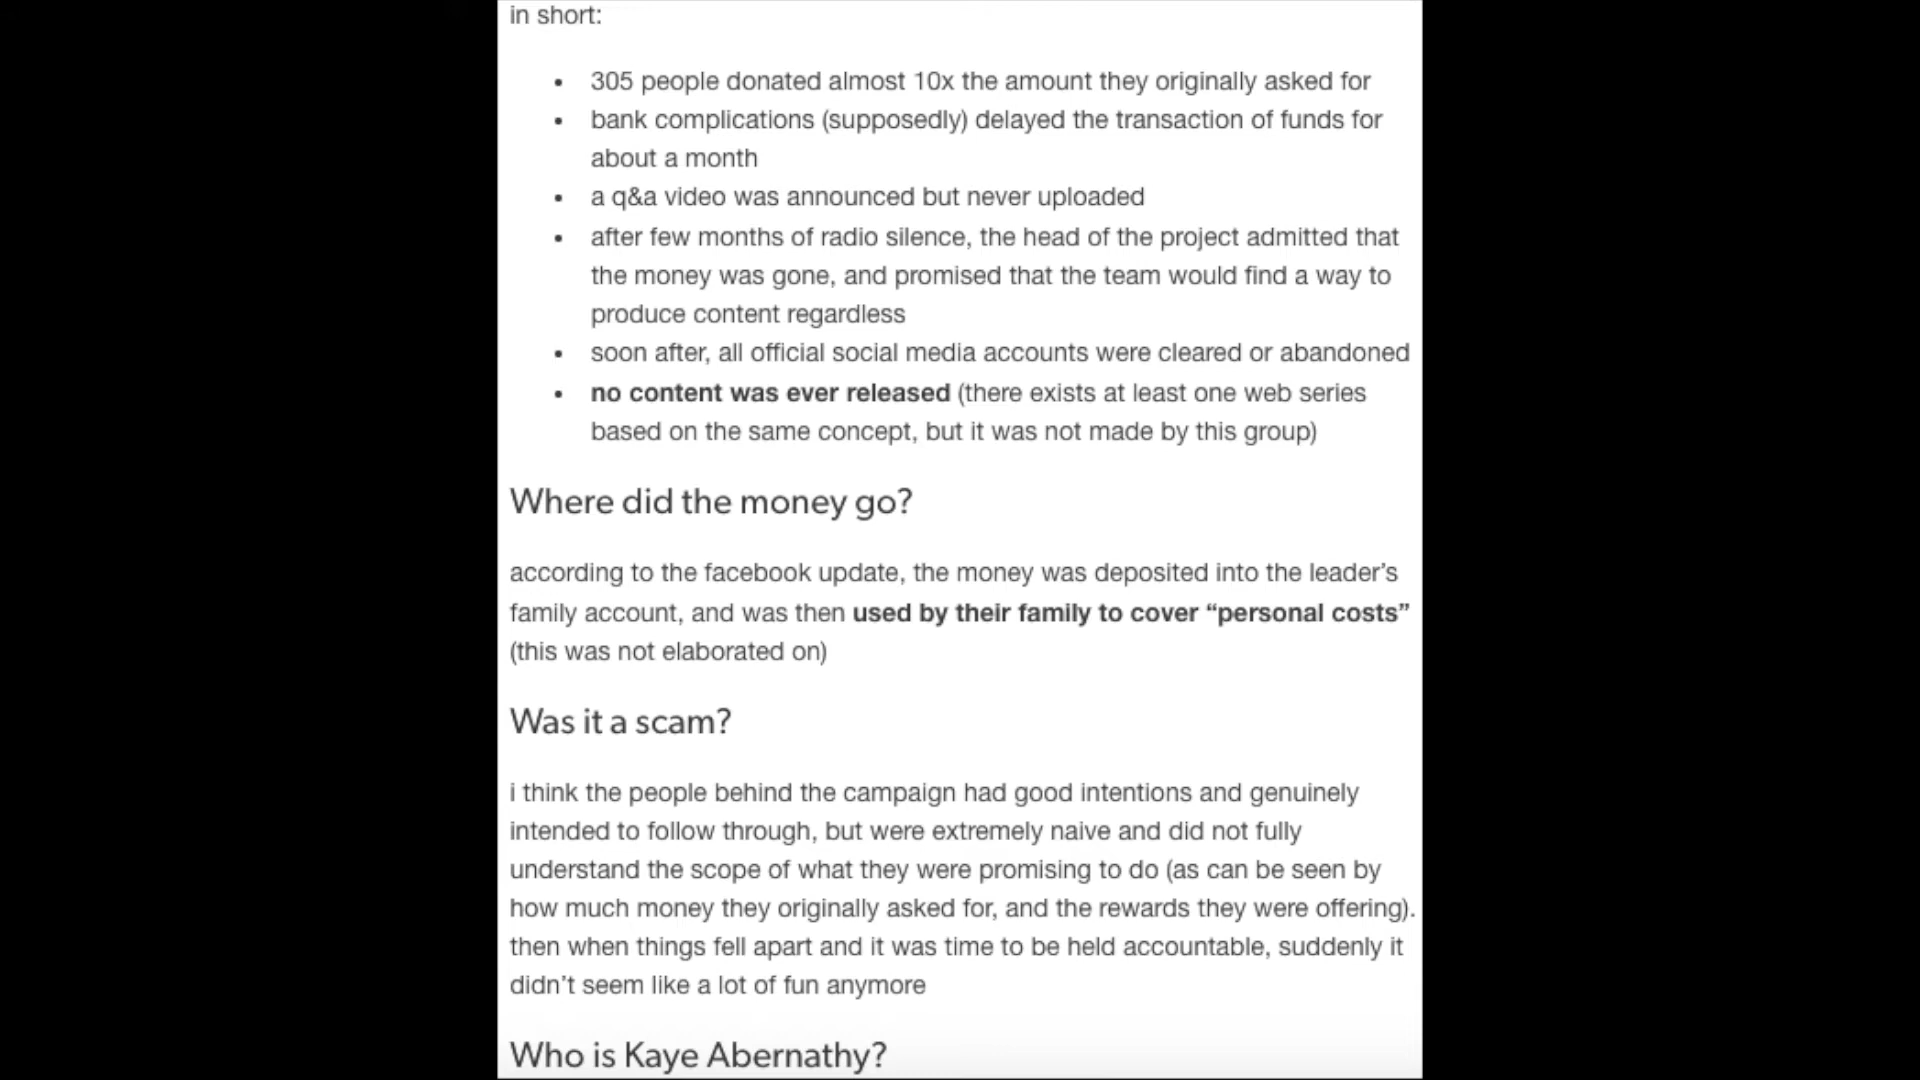 in short:
• 305 people donated almost 10x the amount they originally asked for
• bank complications (supposedly) delayed the transaction of funds for
about a month
• a q&a video was announced but never uploaded
• after few months of radio silence, the head of the project admitted that
the money was gone, and promised that the team would find a way to
produce content regardless
• soon after, all official social media accounts were cleared or abandoned
• no content was ever released (there exists at least one web series
based on the same concept, but it was not made by this group)
Where did the money go?
according to the facebook update, the money was deposited into the leader’s
family account, and was then used by their family to cover “personal costs”
(this was not elaborated on)
Was it a scam?
i think the people behind the campaign had good intentions and genuinely
intended to follow through, but were extremely naive and did not fully
understand the scope of what they were promising to do (as can be seen by
how much money they originally asked for, and the rewards they were offering).
then when things fell apart and it was time to be held accountable, suddenly it
didn’t seem like a lot of fun anymore
Who is Kaye Abernathy?